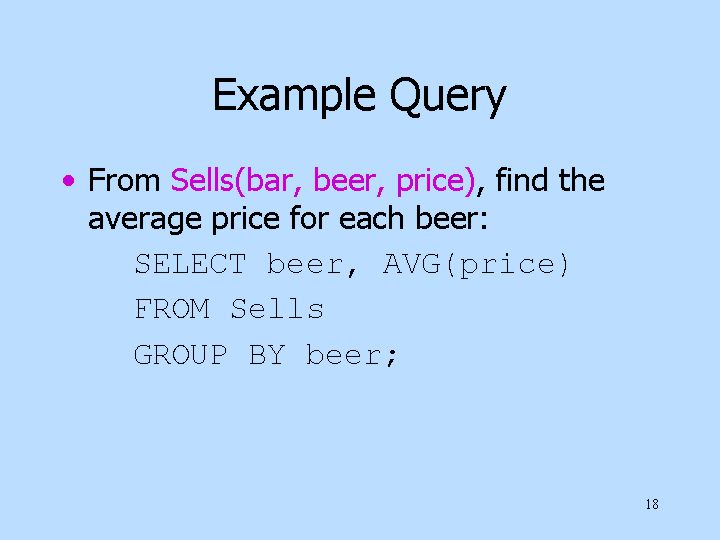 Example Query
• From Sells(bar, beer, price), find the
average price for each beer:
SELECT beer, AVG(price)
FROM Sells
GROUP BY beer;
18